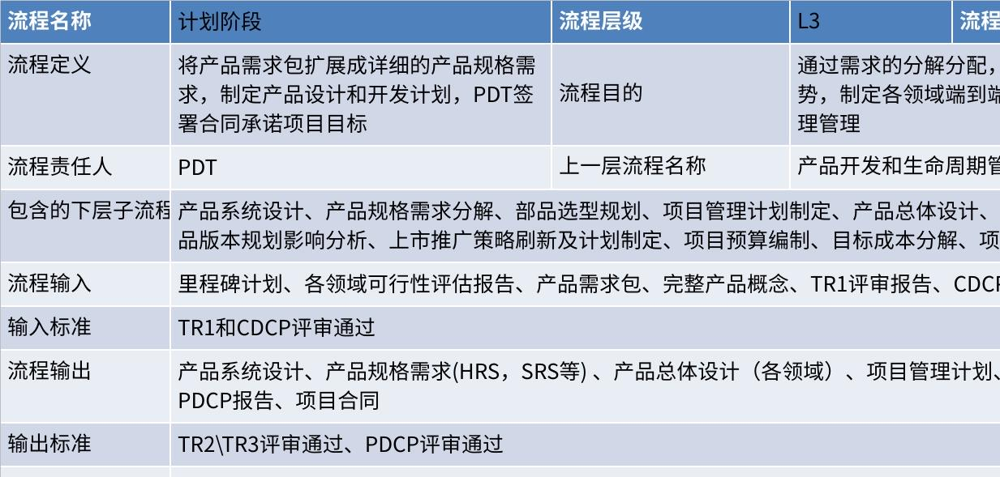 流程名称 计划阶段 流程层级 L3 流程
流程定义 将产品需求包扩展成详细的产品规格需 流程目的 通过需求的分解分配，
求，制定产品设计和开发计划，PDT签 势，制定各领域端到端
署合同承诺项目目标 理管理
流程责任人 PDT 上一层流程名称 产品开发和生命周期管
包含的下层子流程 产品系统设计、产品规格需求分解、部品选型规划、项目管理计划制定、产品总体设计、
品版本规划影响分析、上市推广策略刷新及计划制定、项目预算编制、目标成本分解、项
流程输入 里程碑计划、各领域可行性评估报告、产品需求包、完整产品概念、TR1评审报告、CDCP
输入标准 TR1和CDCP评审通过
流程输出 产品系统设计、产品规格需求(HRS，SRS等) 、产品总体设计（各领域）、项目管理计划、
PDCP报告、项目合同
输出标准 TR2\TR3评审通过、PDCP评审通过